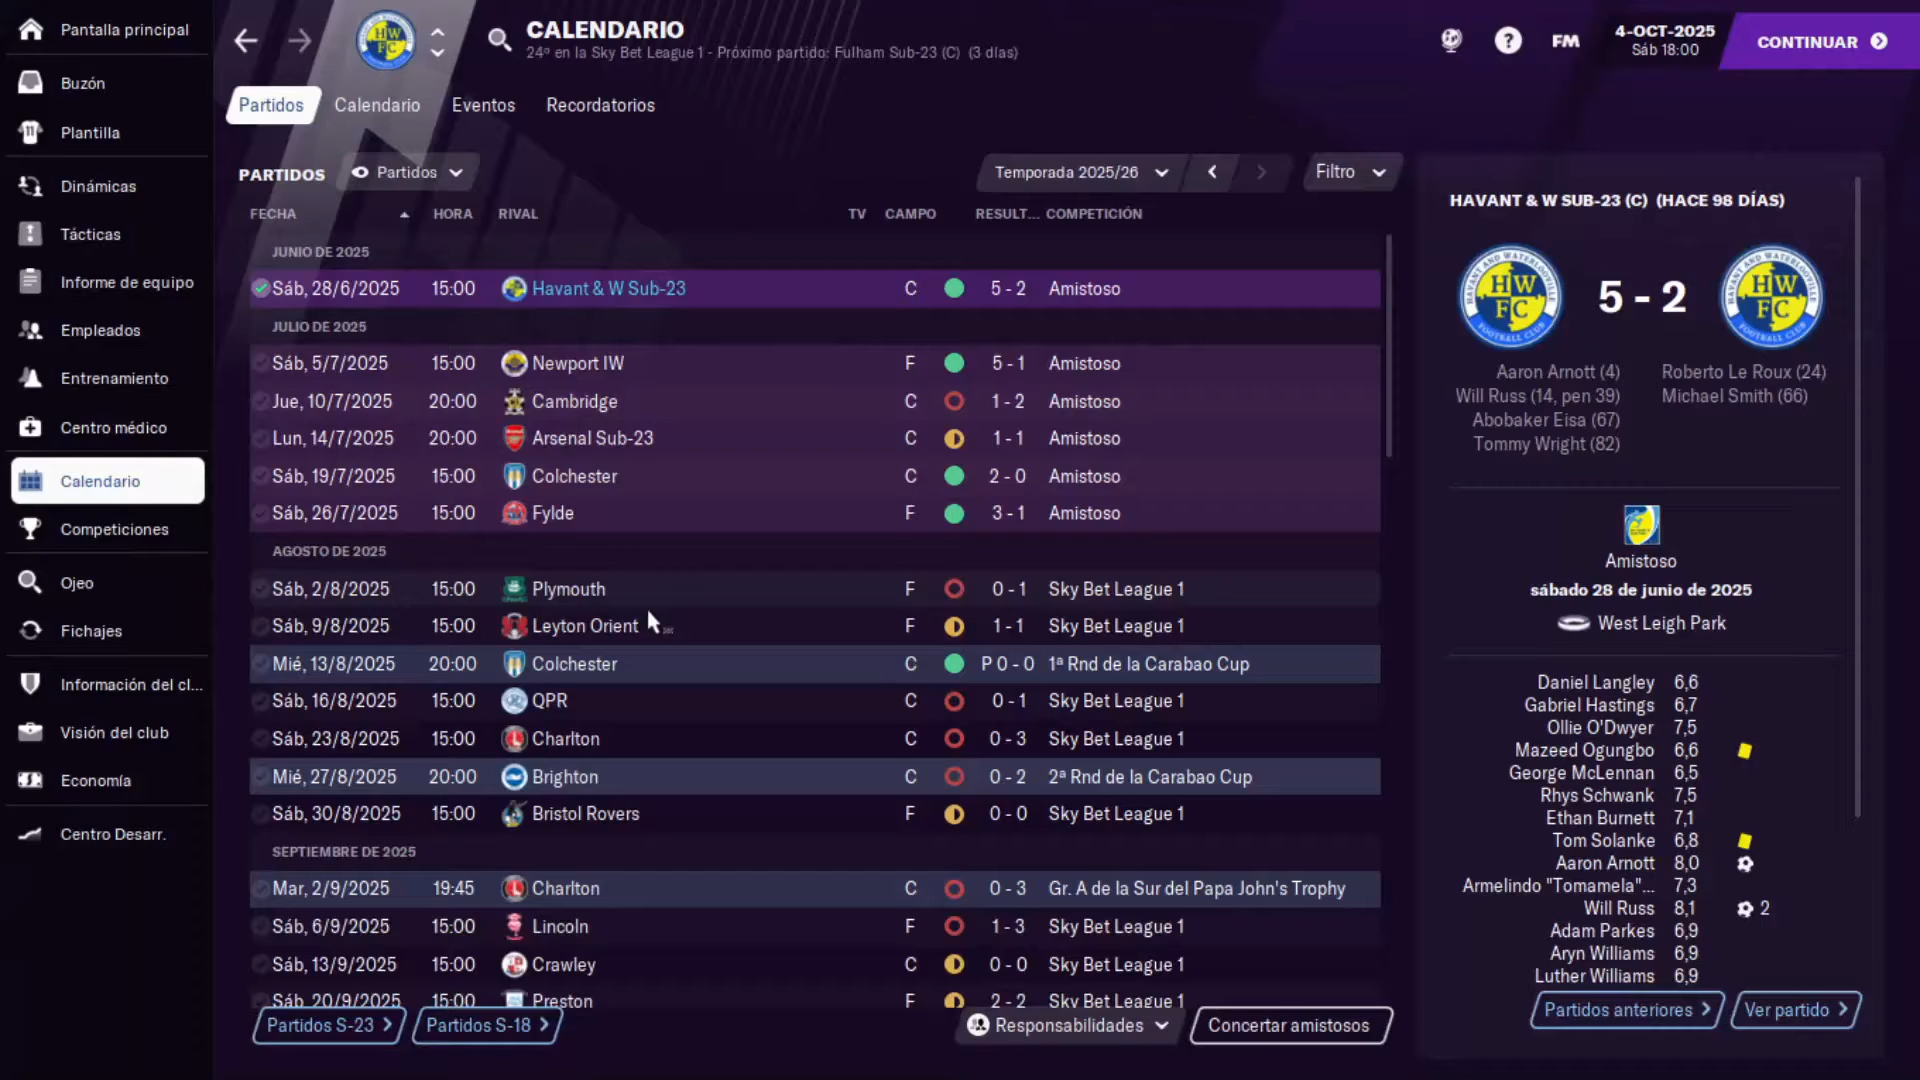 Pantalla principal
Buzón
Plantilla
Dinámicas
Tácticas
Informe de equipo
Empleados
Entrenamiento
Centro médico
Calendario
Competiciones
Ojeo
Fichajes
Información del cl...
Visión del club
Economía
Centro Desarr.
CALENDARIO
24º en la Sky Bet League 1 - Próximo partido: Fulham Sub-23 (C) (3 días)
FM
4-OCT-2025
Sáb 18:00
CONTINUAR
Partidos Calendario Eventos Recordatorios
PARTIDOS Partidos Temporada 2025/26 Filtro
FECHA HORA RIVAL TV CAMPO RESULT... COMPETICIÓN
JUNIO DE 2025
Sáb, 28/6/2025 15:00 Havant & W Sub-23 C 5 - 2 Amistoso
JULIO DE 2025
Sáb, 5/7/2025 15:00 Newport IW F 5 - 1 Amistoso
Jue, 10/7/2025 20:00 Cambridge C 1 - 2 Amistoso
Lun, 14/7/2025 20:00 Arsenal Sub-23 C 1 - 1 Amistoso
Sáb, 19/7/2025 15:00 Colchester C 2 - 0 Amistoso
Sáb, 26/7/2025 15:00 Fylde F 3 - 1 Amistoso
AGOSTO DE 2025
Sáb, 2/8/2025 15:00 Plymouth F 0 - 1 Sky Bet League 1
Sáb, 9/8/2025 15:00 Leyton Orient F 1 - 1 Sky Bet League 1
Mié, 13/8/2025 20:00 Colchester C P 0 - 0 1ª Rnd de la Carabao Cup
Sáb, 16/8/2025 15:00 QPR C 0 - 1 Sky Bet League 1
Sáb, 23/8/2025 15:00 Charlton C 0 - 3 Sky Bet League 1
Mié, 27/8/2025 20:00 Brighton C 0 - 2 2ª Rnd de la Carabao Cup
Sáb, 30/8/2025 15:00 Bristol Rovers F 0 - 0 Sky Bet League 1
SEPTIEMBRE DE 2025
Mar, 2/9/2025 19:45 Charlton C 0 - 3 Gr. A de la Sur del Papa John's Trophy
Sáb, 6/9/2025 15:00 Lincoln F 1 - 3 Sky Bet League 1
Sáb, 13/9/2025 15:00 Crawley C 0 - 0 Sky Bet League 1
Sáb, 20/9/2025 15:00 Preston F 2 - 2 Sky Bet League 1
Partidos S-23 Partidos S-18 Responsabilidades Concertar amistosos
HAVANT & W SUB-23 (C) (HACE 98 DÍAS)
5 - 2
Aaron Arnott (4) Roberto Le Roux (24)
Will Russ (14, pen 39) Michael Smith (66)
Abobaker Eisa (67)
Tommy Wright (82)
Amistoso
sábado 28 de junio de 2025
West Leigh Park
Daniel Langley 6,6
Gabriel Hastings 6,7
Ollie O'Dwyer 7,5
Mazeed Ogungbo 6,6
George McLennan 6,5
Rhys Schwank 7,5
Ethan Burnett 7,1
Tom Solanke 6,8
Aaron Arnott 8,0
Armelindo "Tomamela"... 7,3
Will Russ 8,1 2
Adam Parkes 6,9
Aryn Williams 6,9
Luther Williams 6,9
Partidos anteriores Ver partido